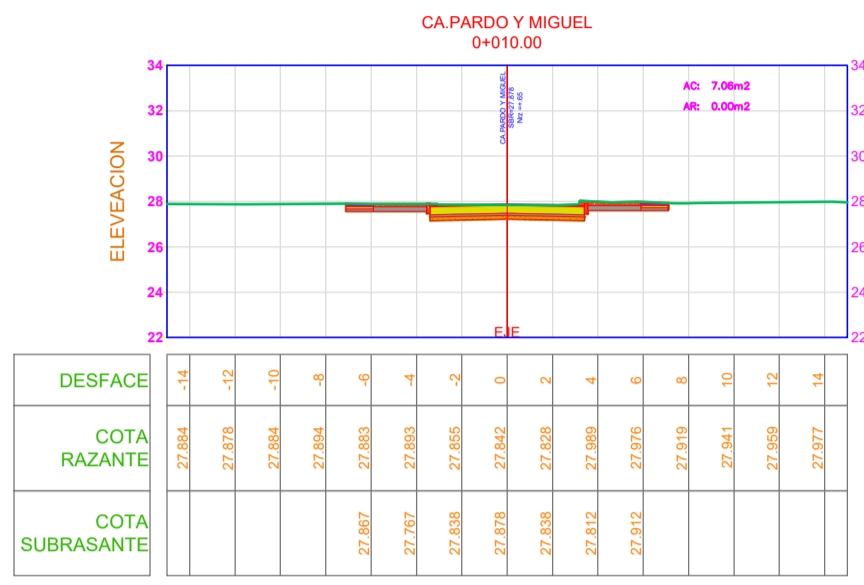 CA.PARDO Y MIGUEL
0+010.00
34 34
32 32
30 30
28 28
26 26
24 24
22 22
ELEVEACION
CA.PARDO Y MIGUEL
SBR=27.878
AC: 7.06m2
AR: 0.00m2
EJE
DESFACE -14 -12 -10 -8 -6 -4 -2 0 2 4 6 8 10 12 14
COTA
RAZANTE 27.884 27.878 27.884 27.894 27.883 27.893 27.855 27.842 27.828 27.989 27.976 27.919 27.941 27.959 27.977
COTA
SUBRASANTE 27.867 27.767 27.838 27.878 27.838 27.812 27.912